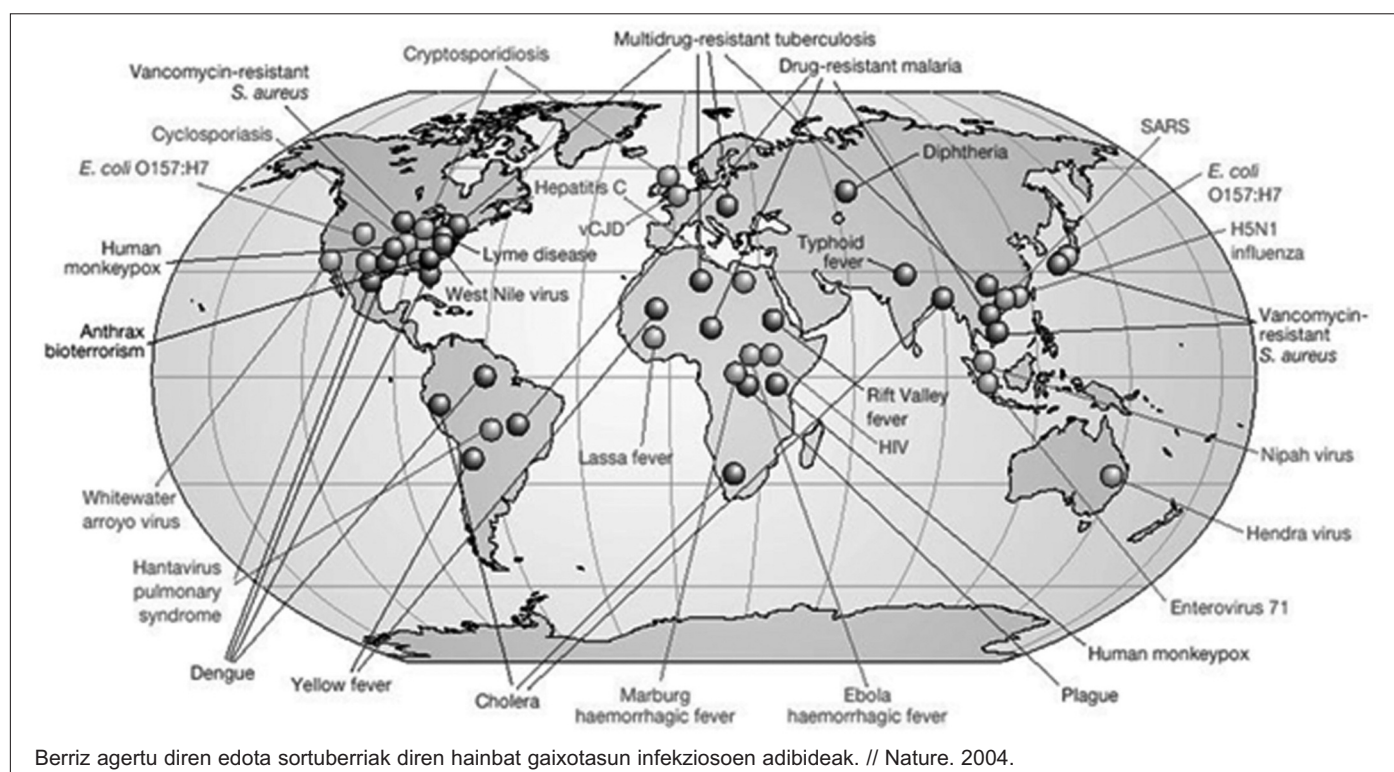 Multidrug-resistant tuberculosis
Cryptosporidiosis
Drug-resistant malaria
Vancomycin-resistant
S. aureus
Cyclosporiasis
E. coli O157:H7
SARS
Diphtheria
E. coli
O157:H7
Hepatitis C
vCJD
H5N1
influenza
Human
monkeypox
Lyme disease
Typhoid
fever
West Nile virus
Anthrax
bioterrorism
Vancomycin-
resistant
S. aureus
Rift Valley
fever
HIV
Lassa fever
Nipah virus
Whitewater
arroyo virus
Hendra virus
Hantavirus
pulmonary
syndrome
Enterovirus 71
Dengue
Yellow fever
Cholera
Marburg
haemorrhagic fever
Ebola
haemorrhagic fever
Human monkeypox
Plague
Berriz agertu diren edota sortuberriak diren hainbat gaixotasun infekziosoen adibideak. // Nature. 2004.